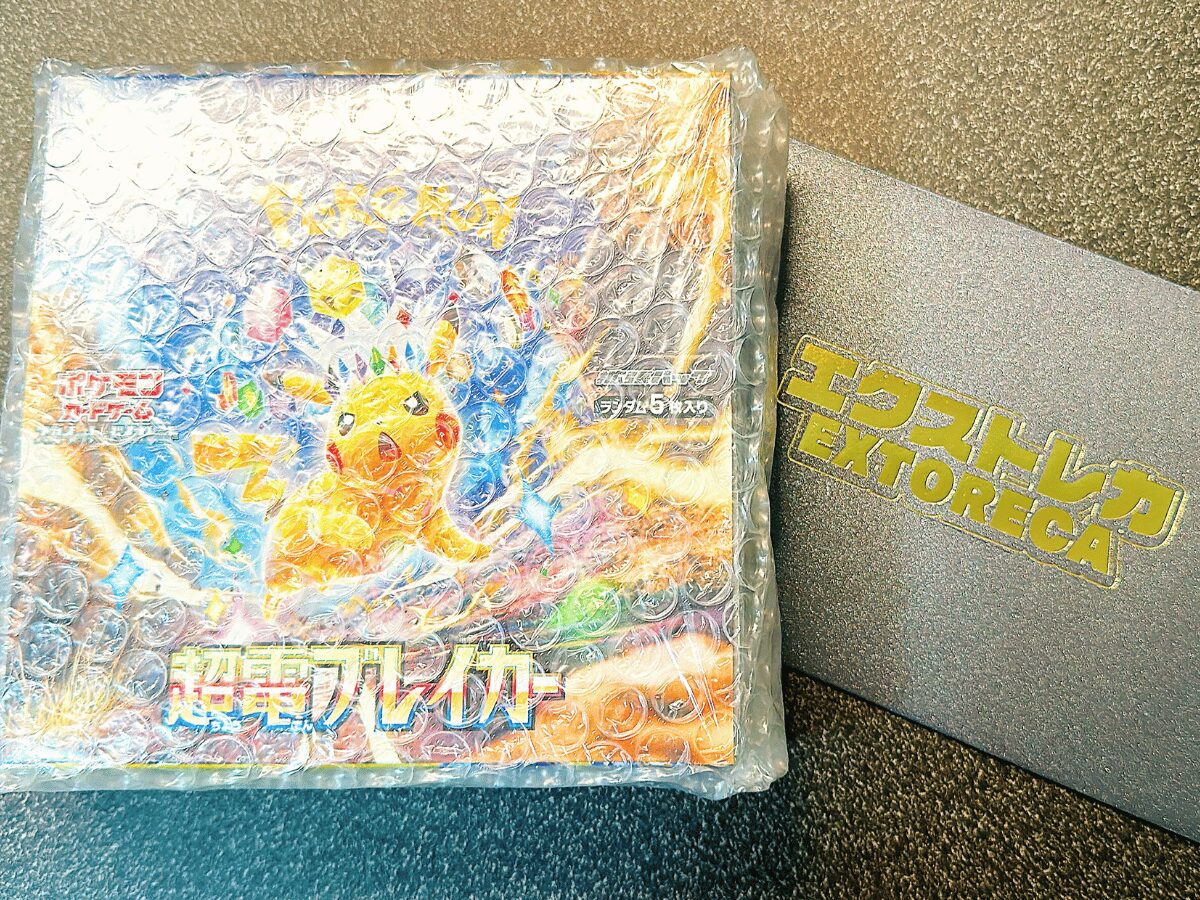 Pokémon
ポケモン
カードゲーム
ランダム5枚入り
超電ブレイカー
エクストレカ
EXTORECA